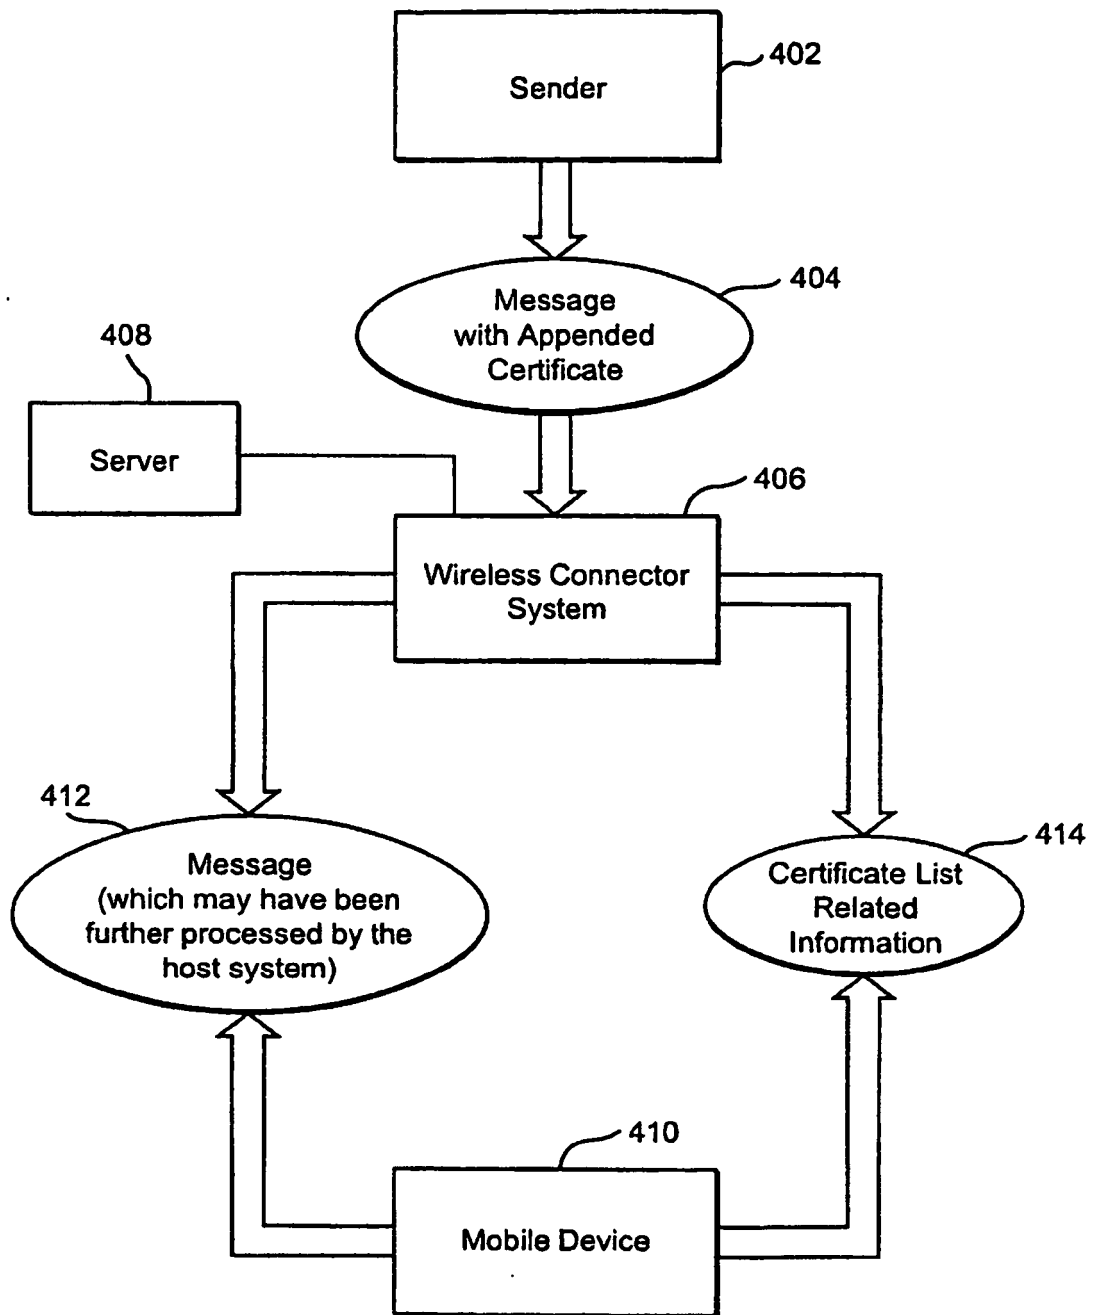 402
Sender
404
Message
with Appended
Certificate
408
Server
406
Wireless Connector
System
412
Message
(which may have been
further processed by the
host system)
414
Certificate List
Related
Information
410
Mobile Device